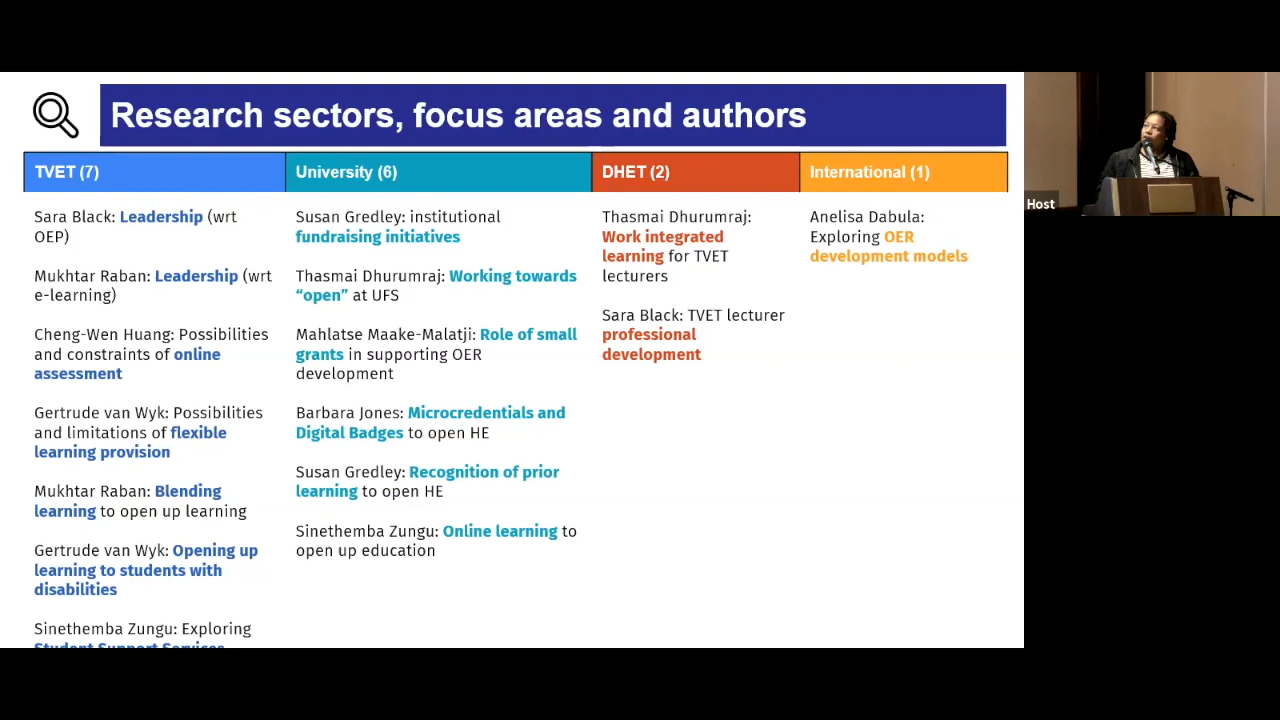 Research sectors, focus areas and authors
TVET (7)
University (6)
DHET (2)
International (1)
Sara Black: Leadership (wrt
OEP)
Mukhtar Raban: Leadership (wrt
e-learning)
Cheng-Wen Huang: Possibilities
and constraints of online
assessment
Gertrude van Wyk: Possibilities
and limitations of flexible
learning provision
Mukhtar Raban: Blending
learning to open up learning
Gertrude van Wyk: Opening up
learning to students with
disabilities
Sinethemba Zungu: Exploring
Student Support Services
Susan Gredley: institutional
fundraising initiatives
Thasmai Dhurumraj: Working towards
“open” at UFS
Mahlatse Maake-Malatji: Role of small
grants in supporting OER
development
Barbara Jones: Microcredentials and
Digital Badges to open HE
Susan Gredley: Recognition of prior
learning to open HE
Sinethemba Zungu: Online learning to
open up education
Thasmai Dhurumraj:
Work integrated
learning for TVET
lecturers
Sara Black: TVET lecturer
professional
development
Anelisa Dabula:
Exploring OER
development models
Host